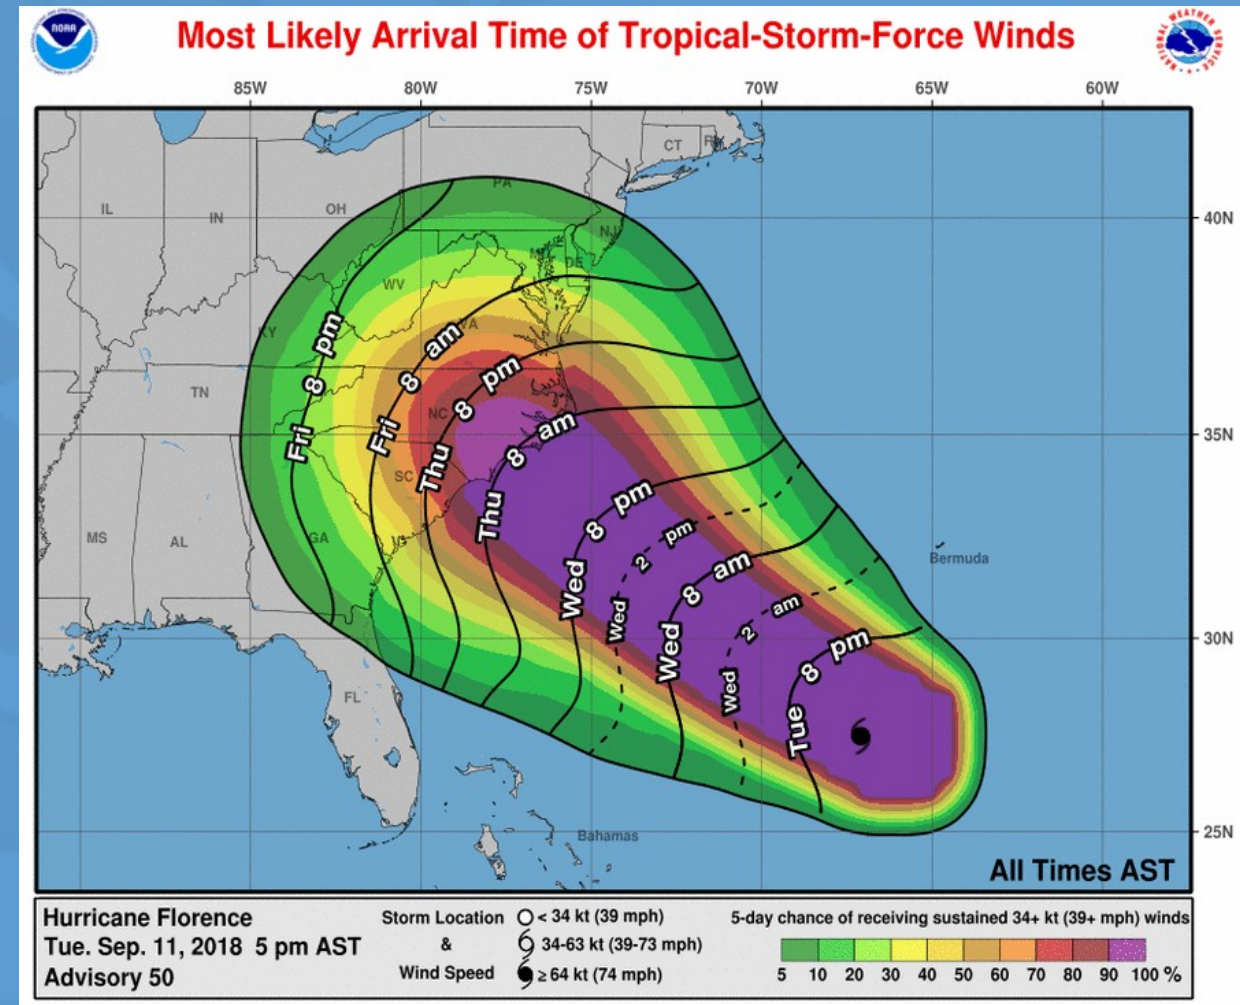 NOAA
Most Likely Arrival Time of Tropical-Storm-Force Winds
NATIONAL WEATHER SERVICE
85W 80W 75W 70W 65W 60W
CT
PA
40N
IL IN OH NJ
DE
WV
KY VA
TN NC
35N
SC
MS AL GA
Bermuda
30N
FL
Bahamas
25N
Fri 8 pm
Fri 8 am
Thu 8 pm
Thu 8 am
Wed 8 pm
Wed 2 pm
Wed 8 am
Wed 2 am
Tue 8 pm
All Times AST
Hurricane Florence
Tue. Sep. 11, 2018 5 pm AST
Advisory 50
Storm Location
&
Wind Speed
< 34 kt (39 mph)
34-63 kt (39-73 mph)
≥ 64 kt (74 mph)
5-day chance of receiving sustained 34+ kt (39+ mph) winds
5 10 20 30 40 50 60 70 80 90 100 %